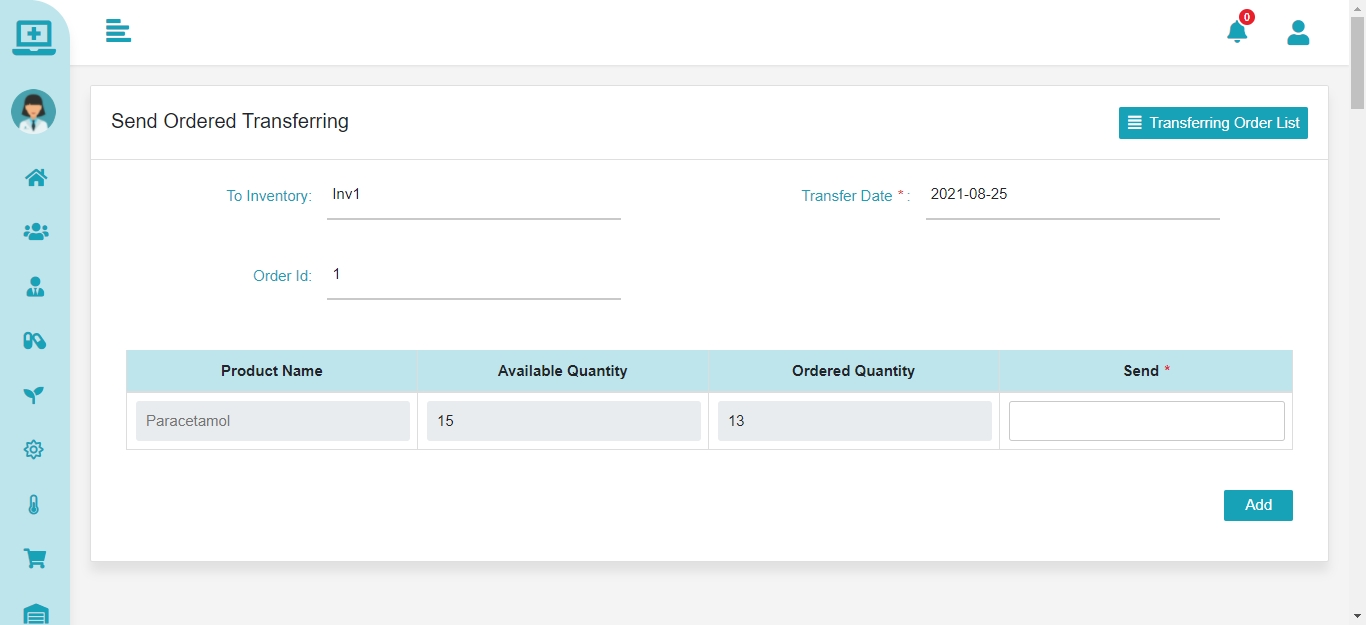 0
Send Ordered Transferring
Transferring Order List
To Inventory: Inv1
Transfer Date * : 2021-08-25
Order Id: 1
Product Name Available Quantity Ordered Quantity Send *
Paracetamol 15 13
Add